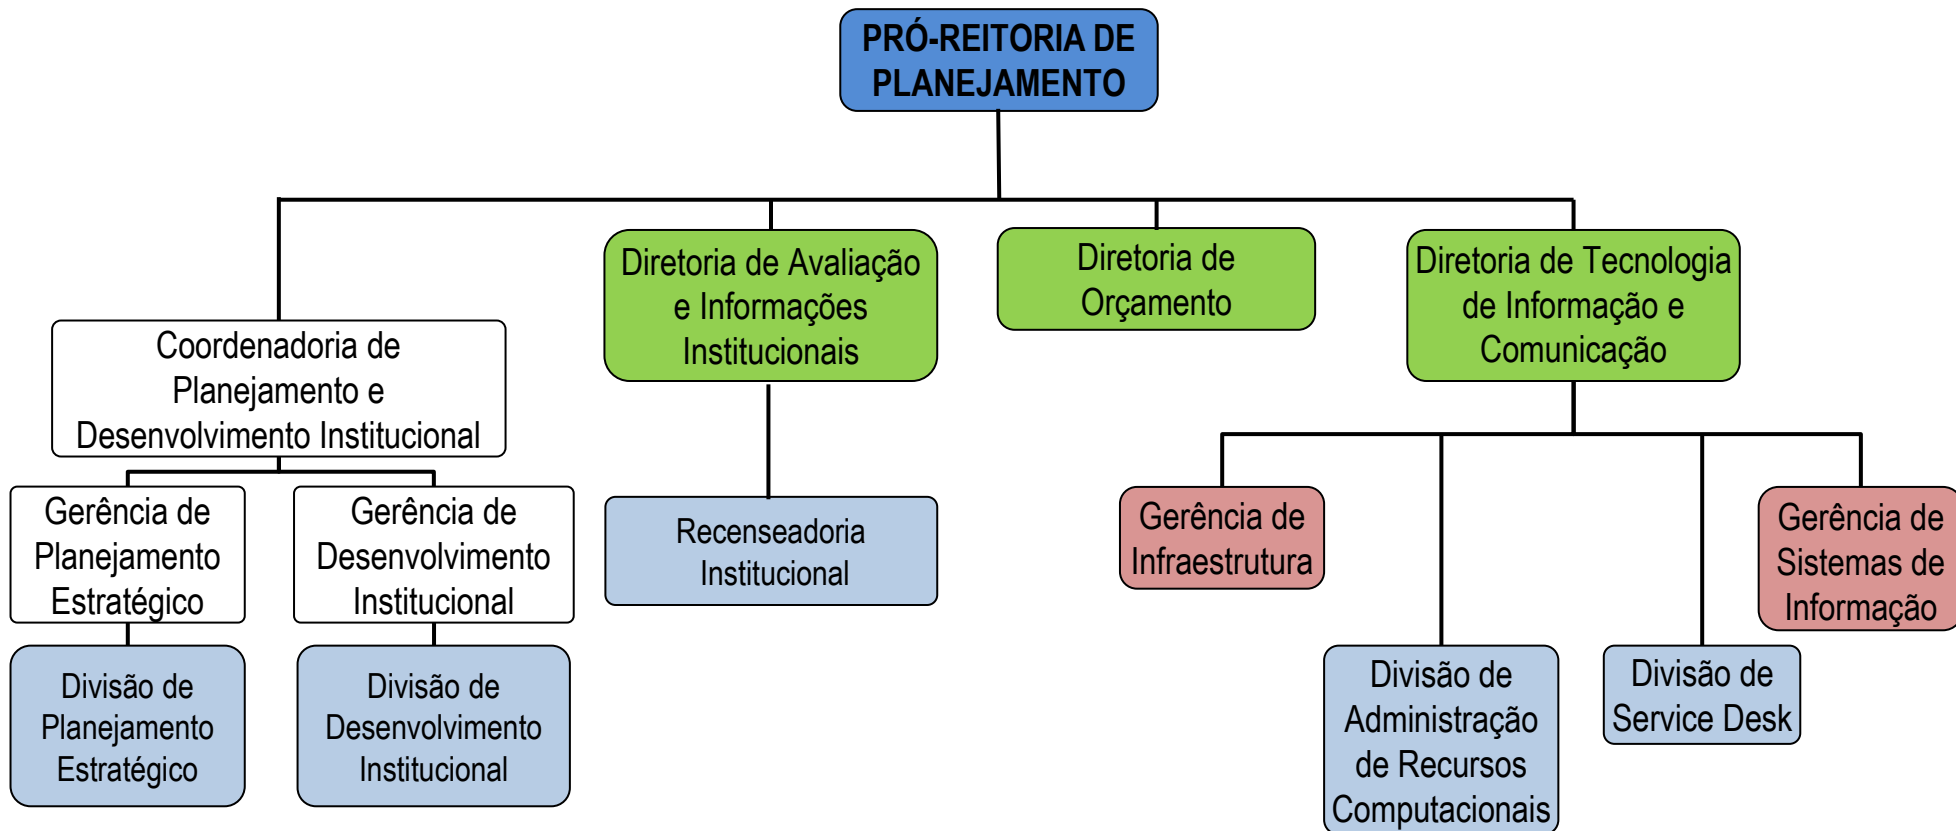 PRÓ-REITORIA DE
PLANEJAMENTO
Diretoria de Avaliação
e Informações
Institucionais
Diretoria de
Orçamento
Diretoria de Tecnologia
de Informação e
Comunicação
Coordenadoria de
Planejamento e
Desenvolvimento Institucional
Gerência de
Planejamento
Estratégico
Gerência de
Desenvolvimento
Institucional
Recenseadoria
Institucional
Gerência de
Infraestrutura
Gerência de
Sistemas de
Informação
Divisão de
Planejamento
Estratégico
Divisão de
Desenvolvimento
Institucional
Divisão de
Administração
de Recursos
Computacionais
Divisão de
Service Desk